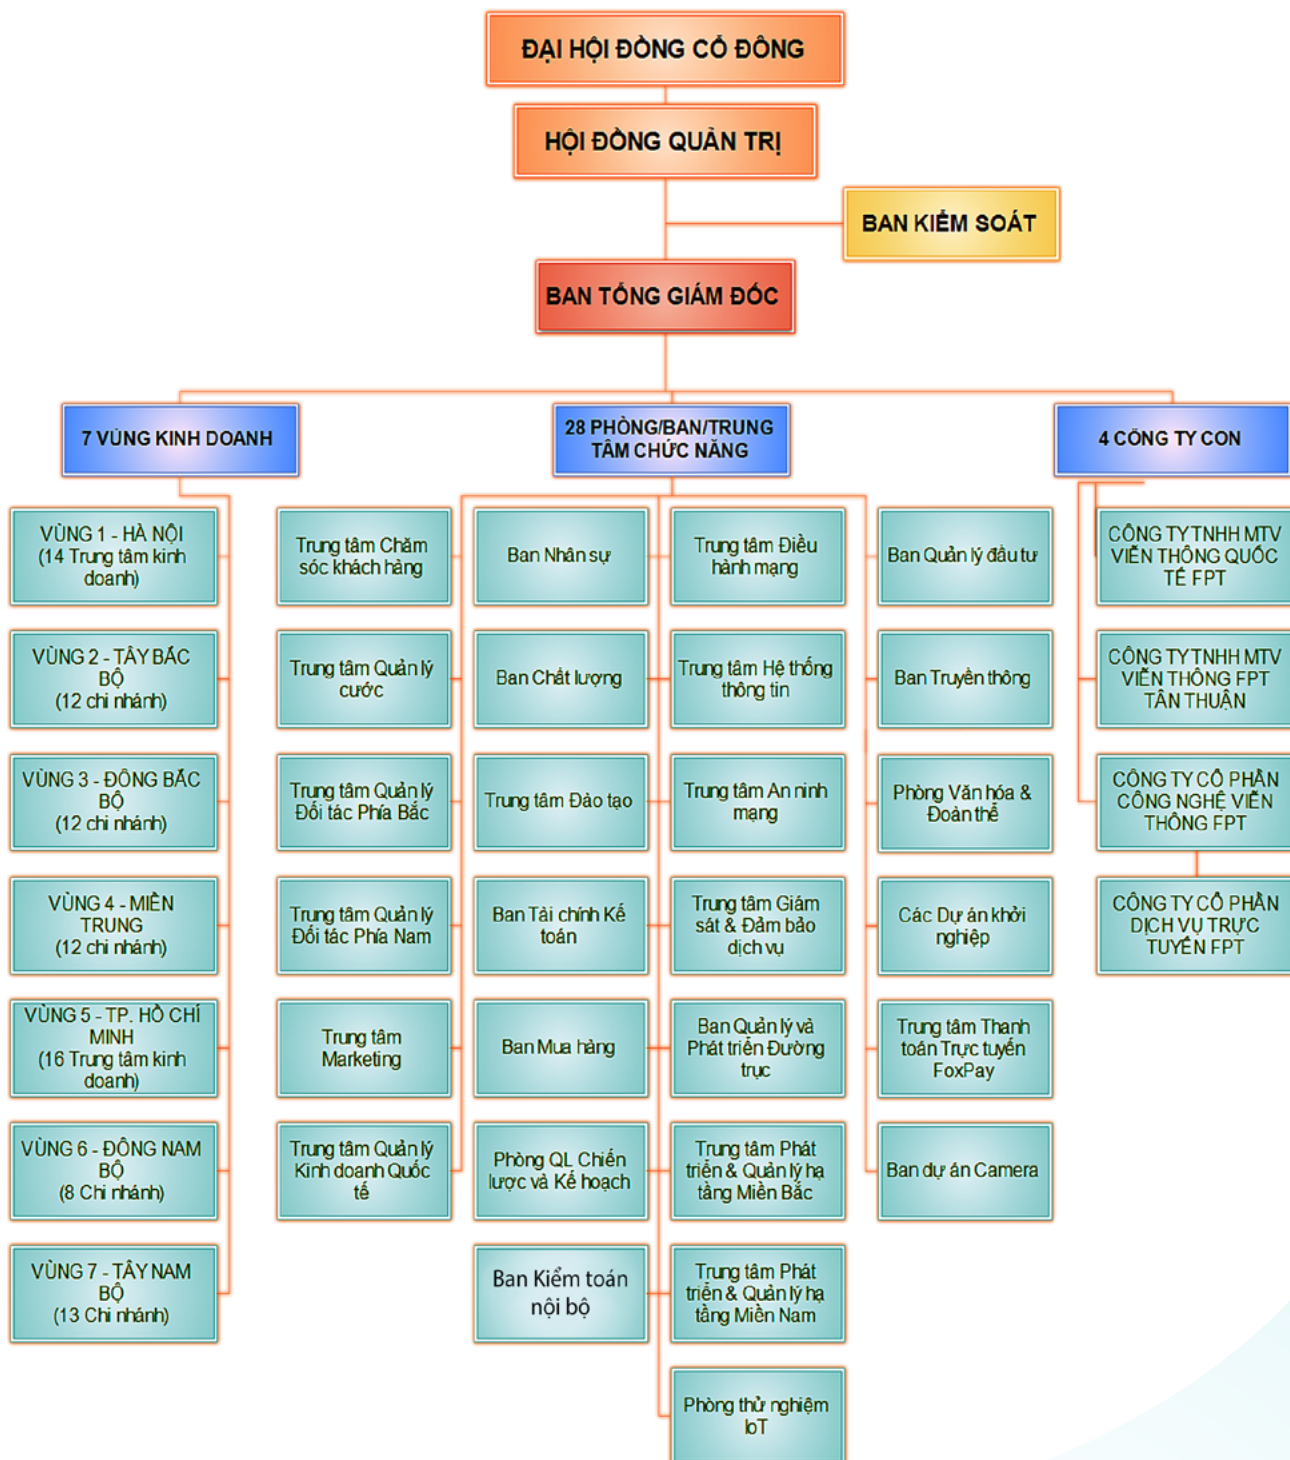 ĐẠI HỘI ĐỒNG CỔ ĐÔNG
HỘI ĐỒNG QUẢN TRỊ
BAN KIỂM SOÁT
BAN TỔNG GIÁM ĐỐC
7 VÙNG KINH DOANH
28 PHÒNG/BAN/TRUNG
TÂM CHỨC NĂNG
4 CÔNG TY CON
VÙNG 1 - HÀ NỘI
(14 Trung tâm kinh
doanh)
VÙNG 2 - TÂY BẮC
BỘ
(12 chi nhánh)
VÙNG 3 - ĐÔNG BẮC
BỘ
(12 chi nhánh)
VÙNG 4 - MIỀN
TRUNG
(12 chi nhánh)
VÙNG 5 - TP. HỒ CHÍ
MINH
(16 Trung tâm kinh
doanh)
VÙNG 6 - ĐÔNG NAM
BỘ
(8 Chi nhánh)
VÙNG 7 - TÂY NAM
BỘ
(13 Chi nhánh)
Trung tâm Chăm
sóc khách hàng
Trung tâm Quản lý
cước
Trung tâm Quản lý
Đối tác Phía Bắc
Trung tâm Quản lý
Đối tác Phía Nam
Trung tâm
Marketing
Trung tâm Quản lý
Kinh doanh Quốc
tế
Ban Nhân sự
Ban Chất lượng
Trung tâm Đào tạo
Ban Tài chính Kế
toán
Ban Mua hàng
Phòng QL Chiến
lược và Kế hoạch
Ban Kiểm toán
nội bộ
Trung tâm Điều
hành mạng
Trung tâm Hệ thống
thông tin
Trung tâm An ninh
mạng
Trung tâm Giám
sát & Đảm bảo
dịch vụ
Ban Quản lý và
Phát triển Đường
trục
Trung tâm Phát
triển & Quản lý hạ
tầng Miền Bắc
Trung tâm Phát
triển & Quản lý hạ
tầng Miền Nam
Phòng thử nghiệm
IoT
Ban Quản lý đầu tư
Ban Truyền thông
Phòng Văn hóa &
Đoàn thể
Các Dự án khởi
nghiệp
Trung tâm Thanh
toán Trực tuyến
FoxPay
Ban dự án Camera
CÔNG TY TNHH MTV
VIỄN THÔNG QUỐC
TẾ FPT
CÔNG TY TNHH MTV
VIỄN THÔNG FPT
TÂN THUẬN
CÔNG TY CỔ PHẦN
CÔNG NGHỆ VIỄN
THÔNG FPT
CÔNG TY CỔ PHẦN
DỊCH VỤ TRỰC
TUYẾN FPT